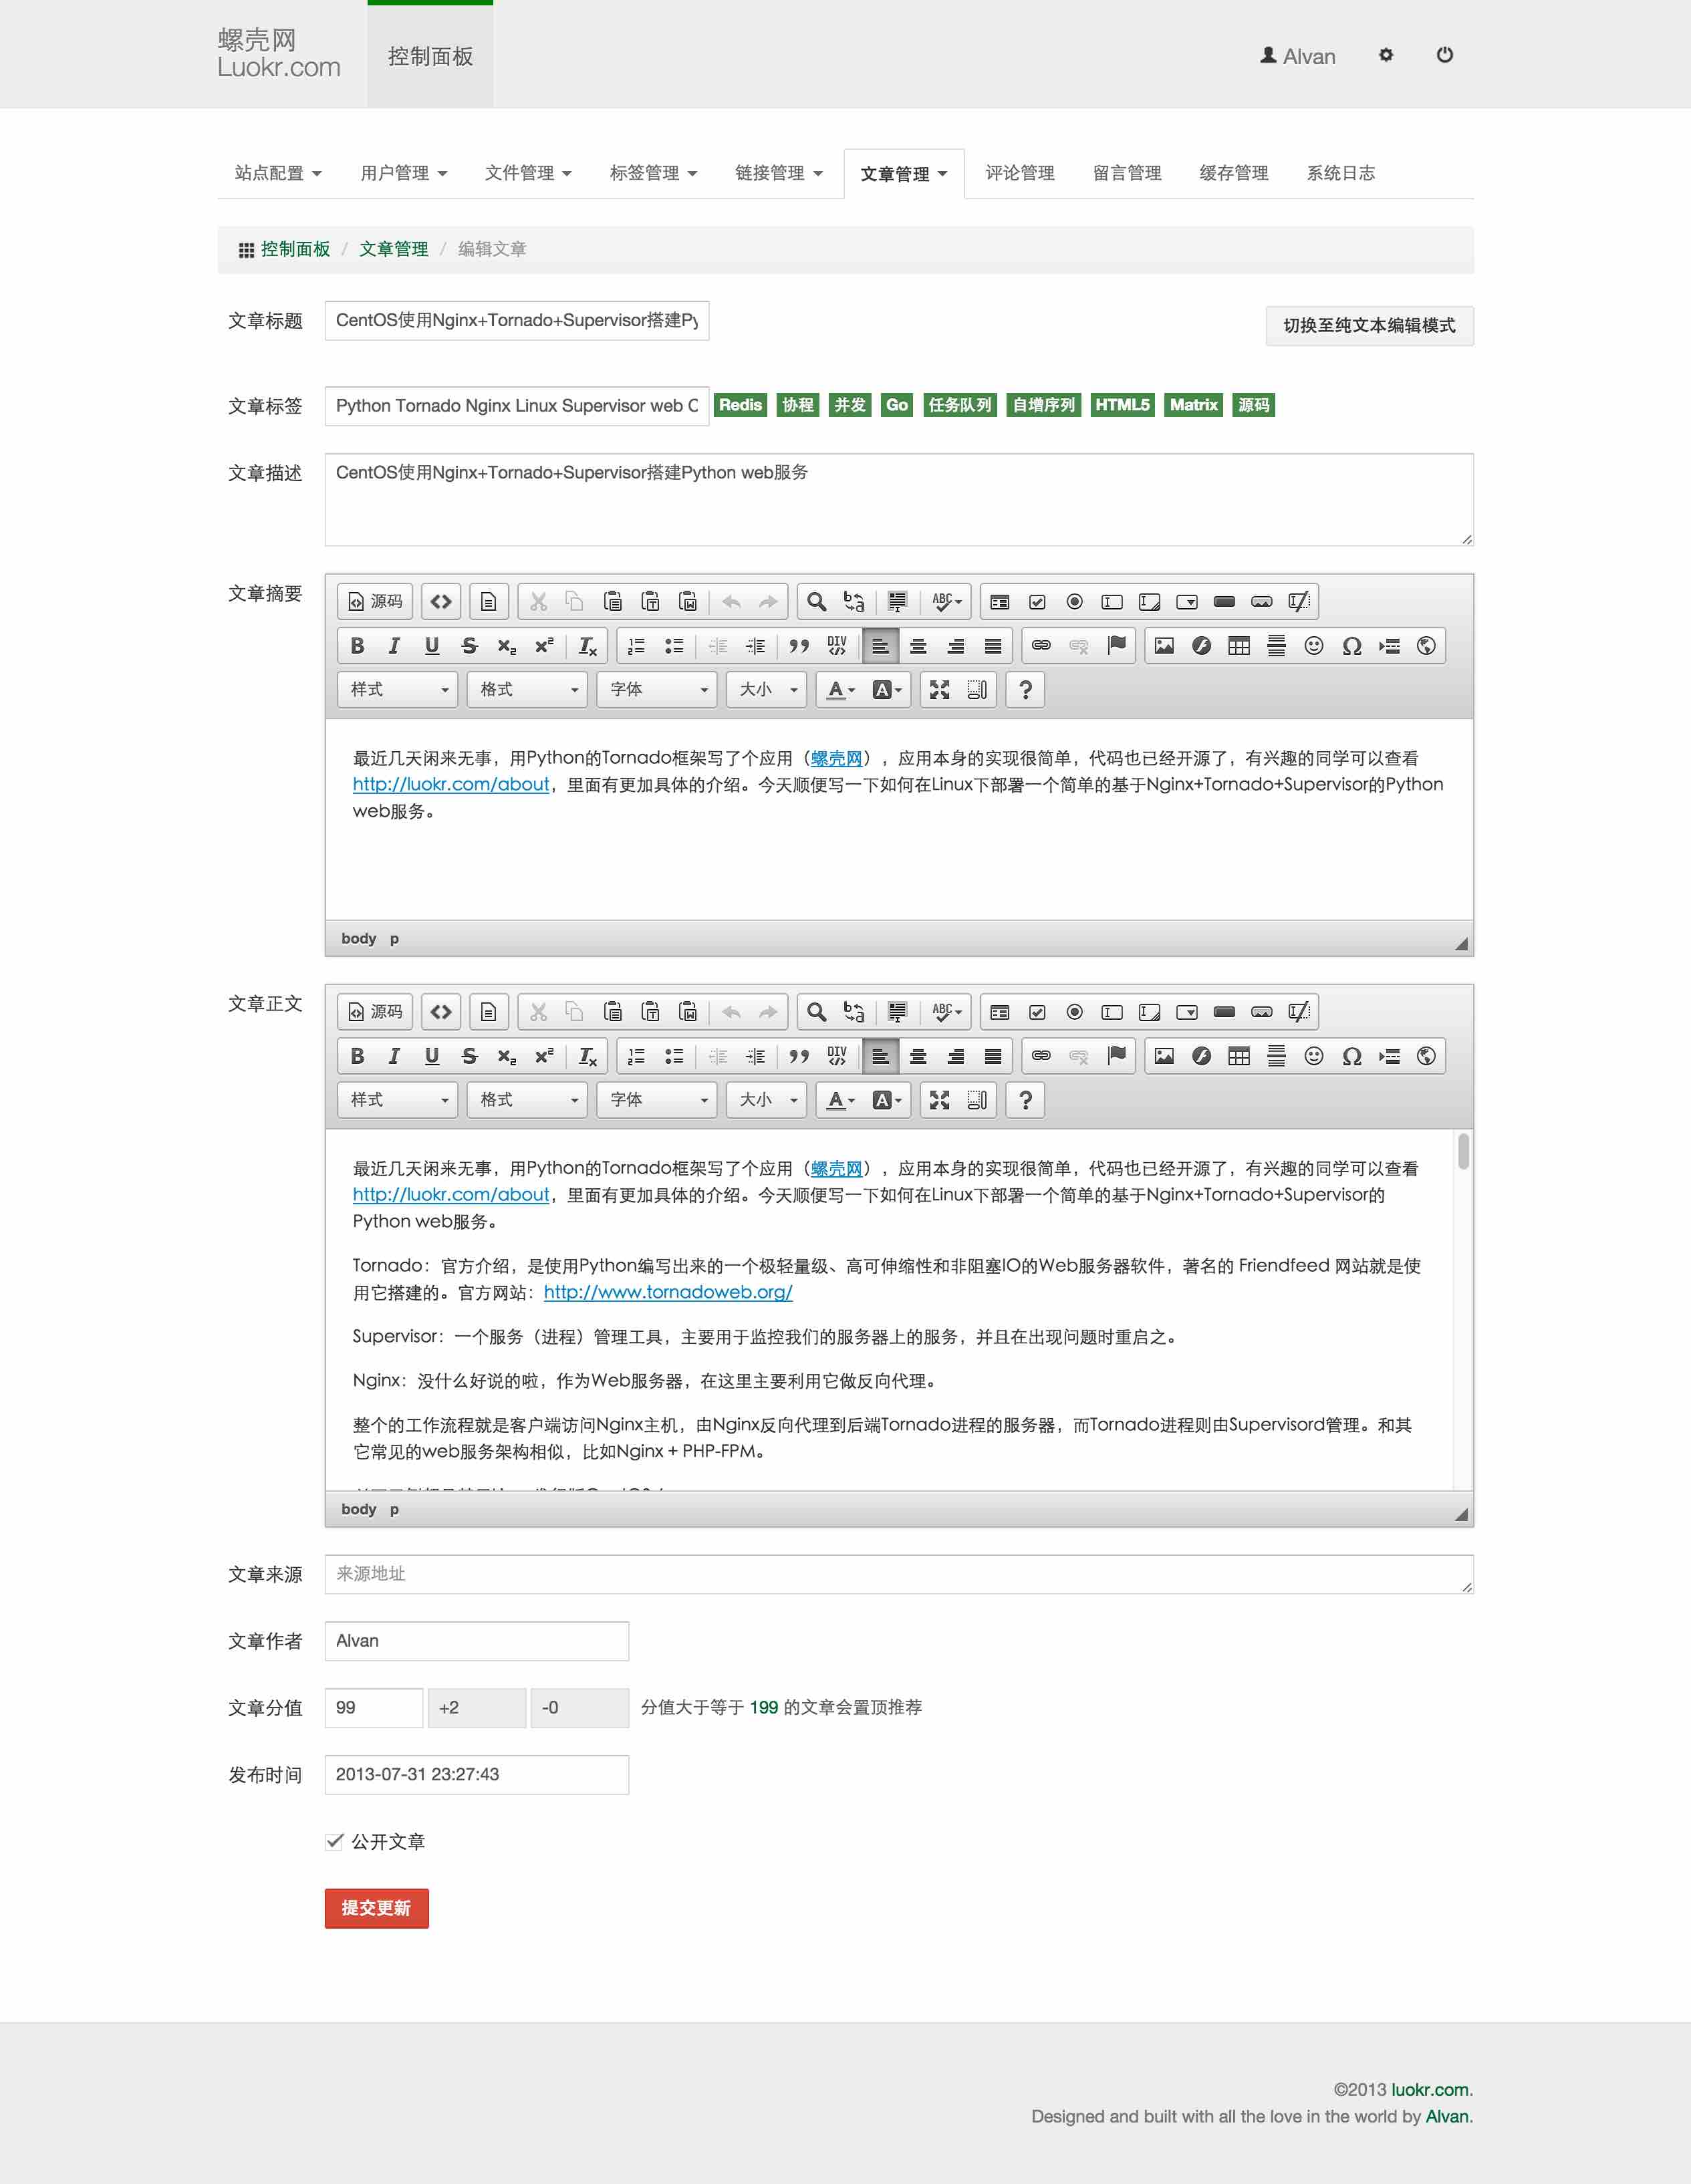 螺壳网
Luokr.com
控制面板
Alvan
站点配置 用户管理 文件管理 标签管理 链接管理 文章管理 评论管理 留言管理 缓存管理 系统日志
控制面板 / 文章管理 / 编辑文章
文章标题 CentOS使用Nginx+Tornado+Supervisor搭建Py
切换至纯文本编辑模式
文章标签 Python Tornado Nginx Linux Supervisor web C Redis 协程 并发 Go 任务队列 自增序列 HTML5 Matrix 源码
文章描述 CentOS使用Nginx+Tornado+Supervisor搭建Python web服务
文章摘要
源码
样式 格式 字体 大小
最近几天闲来无事，用Python的Tornado框架写了个应用（螺壳网），应用本身的实现很简单，代码也已经开源了，有兴趣的同学可以查看
http://luokr.com/about，里面有更加具体的介绍。今天顺便写一下如何在Linux下部署一个简单的基于Nginx+Tornado+Supervisor的Python
web服务。
body p
文章正文
源码
样式 格式 字体 大小
最近几天闲来无事，用Python的Tornado框架写了个应用（螺壳网），应用本身的实现很简单，代码也已经开源了，有兴趣的同学可以查看
http://luokr.com/about，里面有更加具体的介绍。今天顺便写一下如何在Linux下部署一个简单的基于Nginx+Tornado+Supervisor的
Python web服务。
Tornado：官方介绍，是使用Python编写出来的一个极轻量级、高可伸缩性和非阻塞IO的Web服务器软件，著名的 Friendfeed 网站就是使
用它搭建的。官方网站：http://www.tornadoweb.org/
Supervisor：一个服务（进程）管理工具，主要用于监控我们的服务器上的服务，并且在出现问题时重启之。
Nginx：没什么好说的啦，作为Web服务器，在这里主要利用它做反向代理。
整个的工作流程就是客户端访问Nginx主机，由Nginx反向代理到后端Tornado进程的服务器，而Tornado进程则由Supervisord管理。和其
它常见的web服务架构相似，比如Nginx + PHP-FPM。
body p
文章来源 来源地址
文章作者 Alvan
文章分值 99 +2 -0 分值大于等于 199 的文章会置顶推荐
发布时间 2013-07-31 23:27:43
公开文章
提交更新
©2013 luokr.com.
Designed and built with all the love in the world by Alvan.